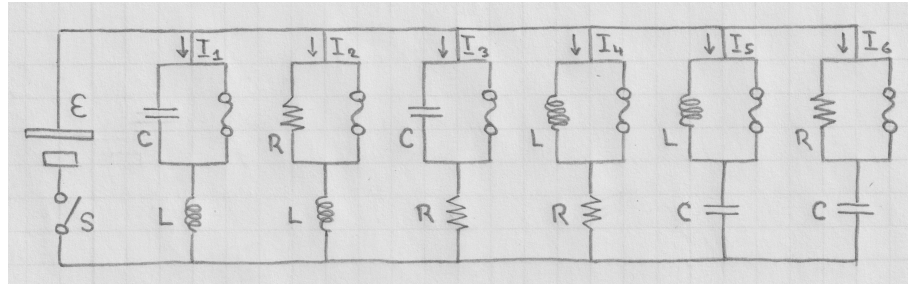 I₁ I₂ I₃ I₄ I₅ I₆
ε
C R C L L R
S L L R R C C